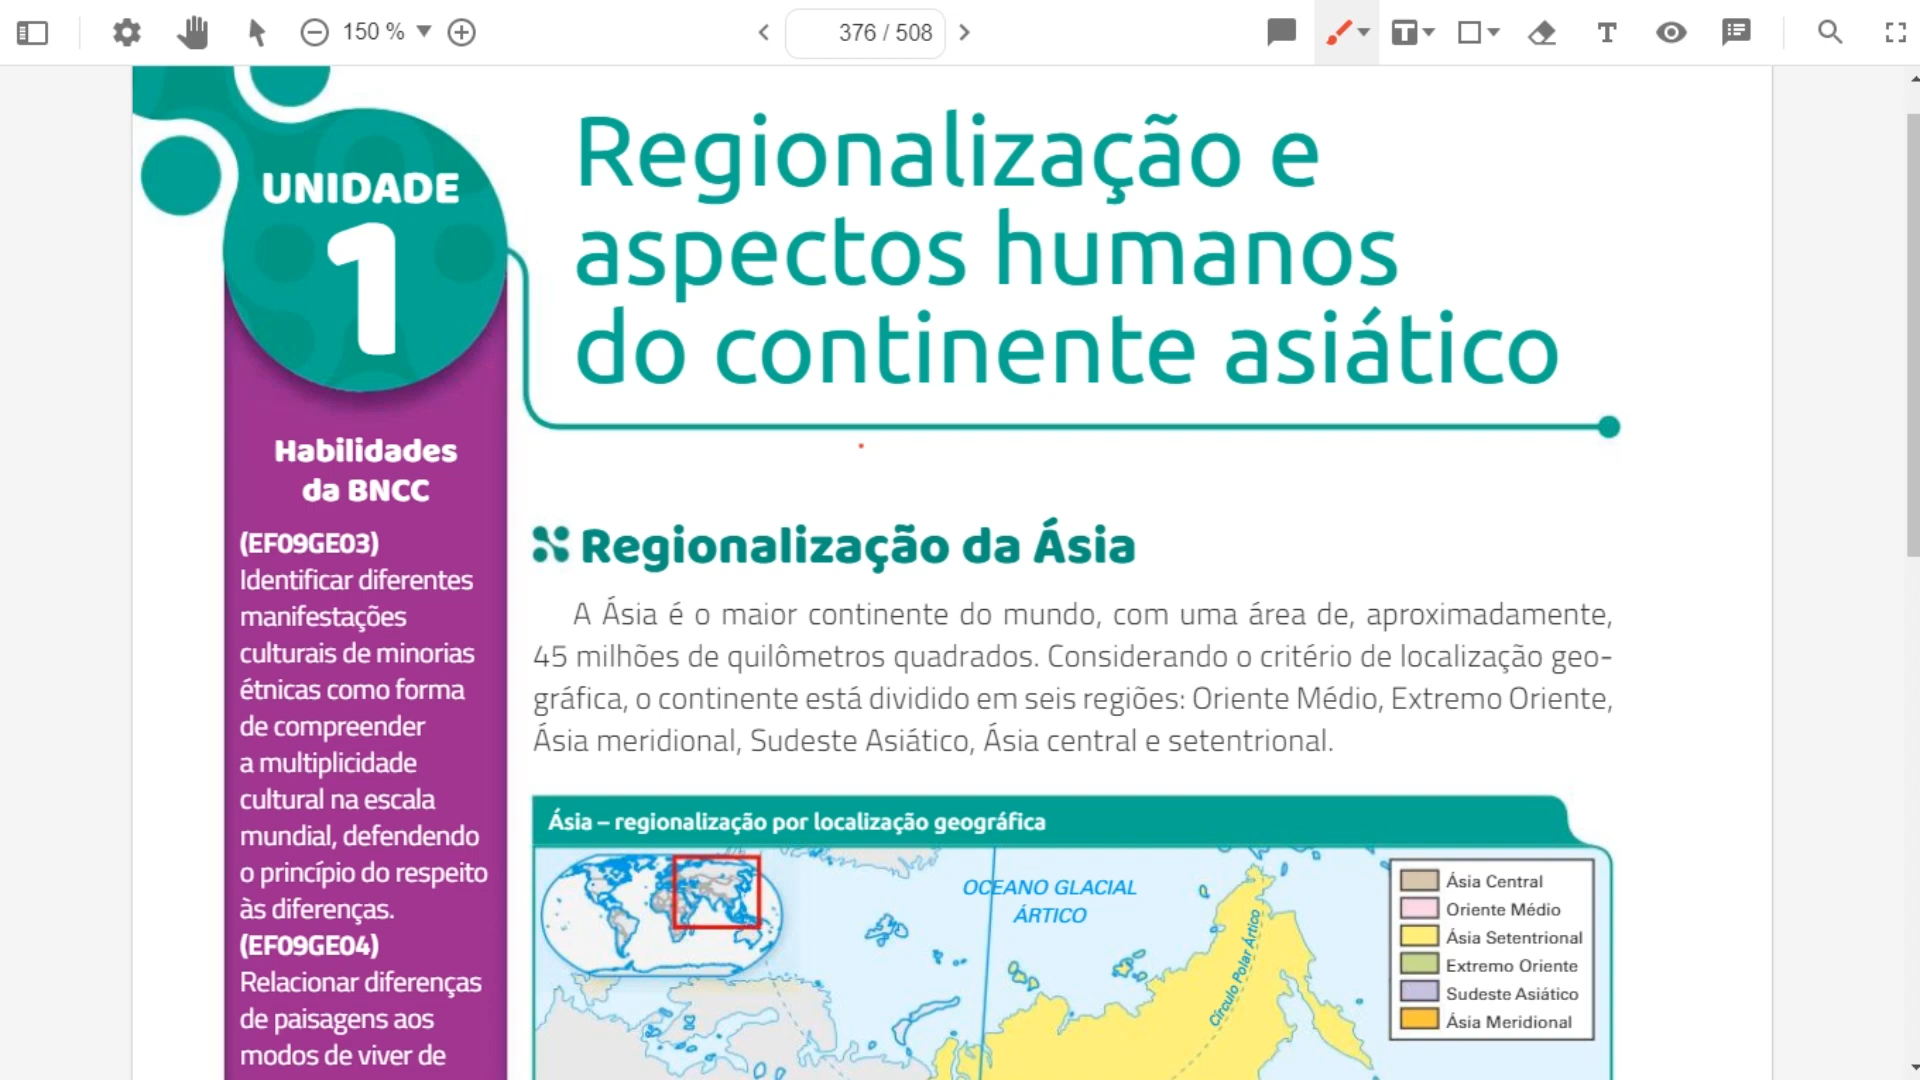 150 %
376 / 508
UNIDADE
1
Regionalização e
aspectos humanos
do continente asiático
Habilidades
da BNCC
(EF09GE03)
Identificar diferentes
manifestações
culturais de minorias
étnicas como forma
de compreender
a multiplicidade
cultural na escala
mundial, defendendo
o princípio do respeito
às diferenças.
(EF09GE04)
Relacionar diferenças
de paisagens aos
modos de viver de
Regionalização da Ásia
A Ásia é o maior continente do mundo, com uma área de, aproximadamente,
45 milhões de quilômetros quadrados. Considerando o critério de localização geo-
gráfica, o continente está dividido em seis regiões: Oriente Médio, Extremo Oriente,
Ásia meridional, Sudeste Asiático, Ásia central e setentrional.
Ásia – regionalização por localização geográfica
OCEANO GLACIAL
ÁRTICO
Círculo Polar Ártico
Ásia Central
Oriente Médio
Ásia Setentrional
Extremo Oriente
Sudeste Asiático
Ásia Meridional